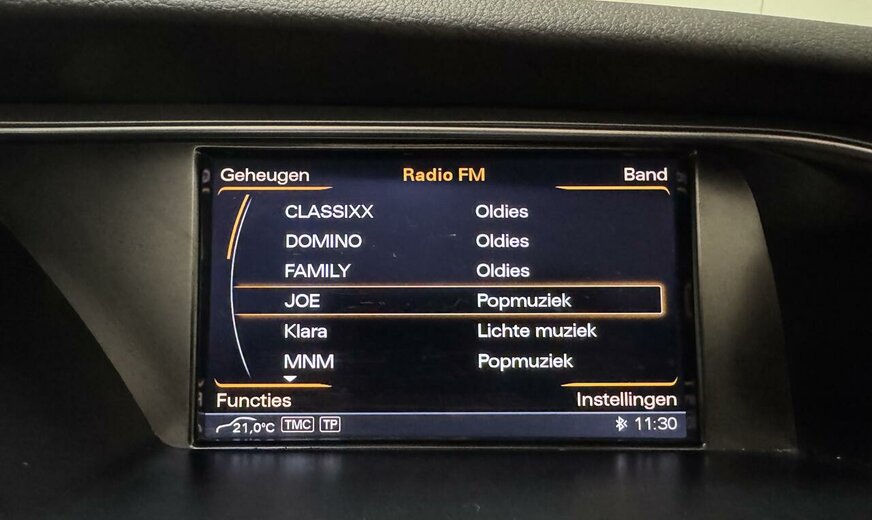 Geheugen Radio FM Band
CLASSIXX Oldies
DOMINO Oldies
FAMILY Oldies
JOE Popmuziek
Klara Lichte muziek
MNM Popmuziek
Functies Instellingen
21,0°C TMC TP 11:30